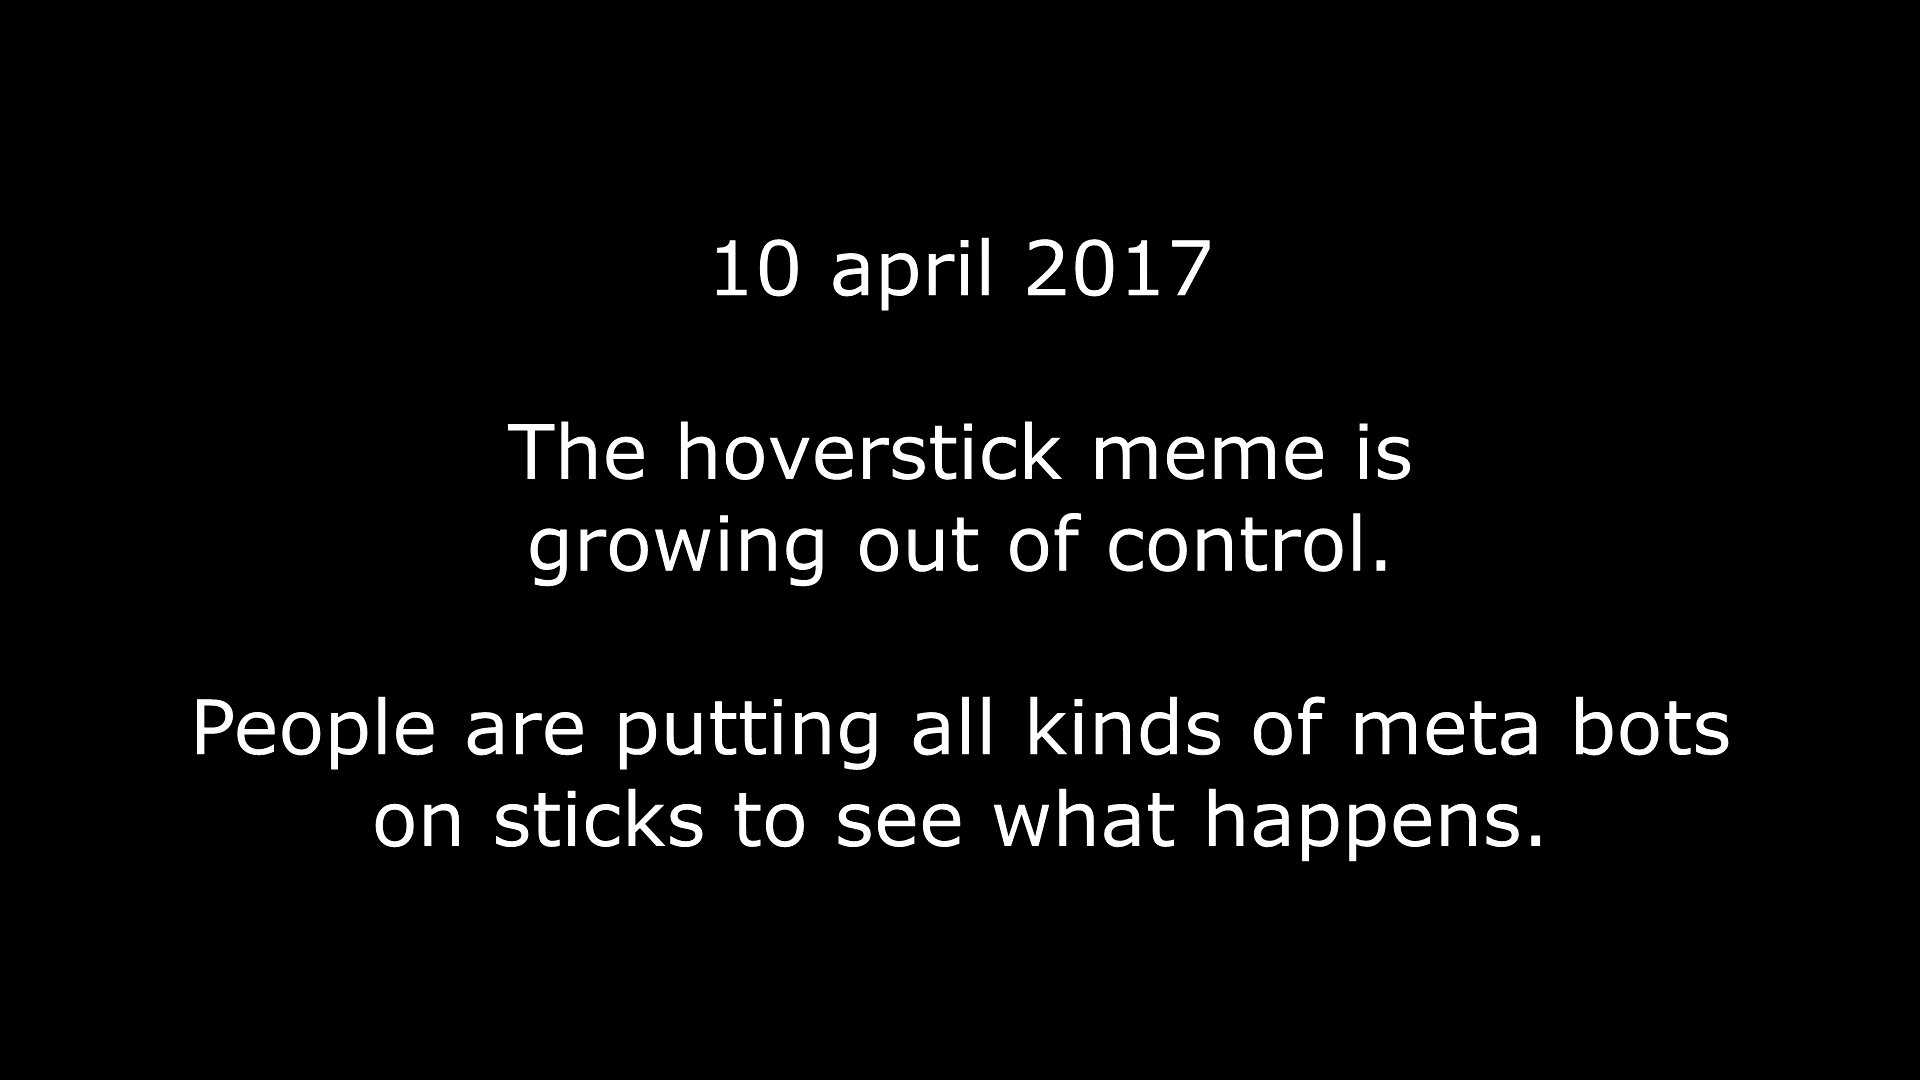 10 april 2017
The hoverstick meme is
growing out of control.
People are putting all kinds of meta bots
on sticks to see what happens.